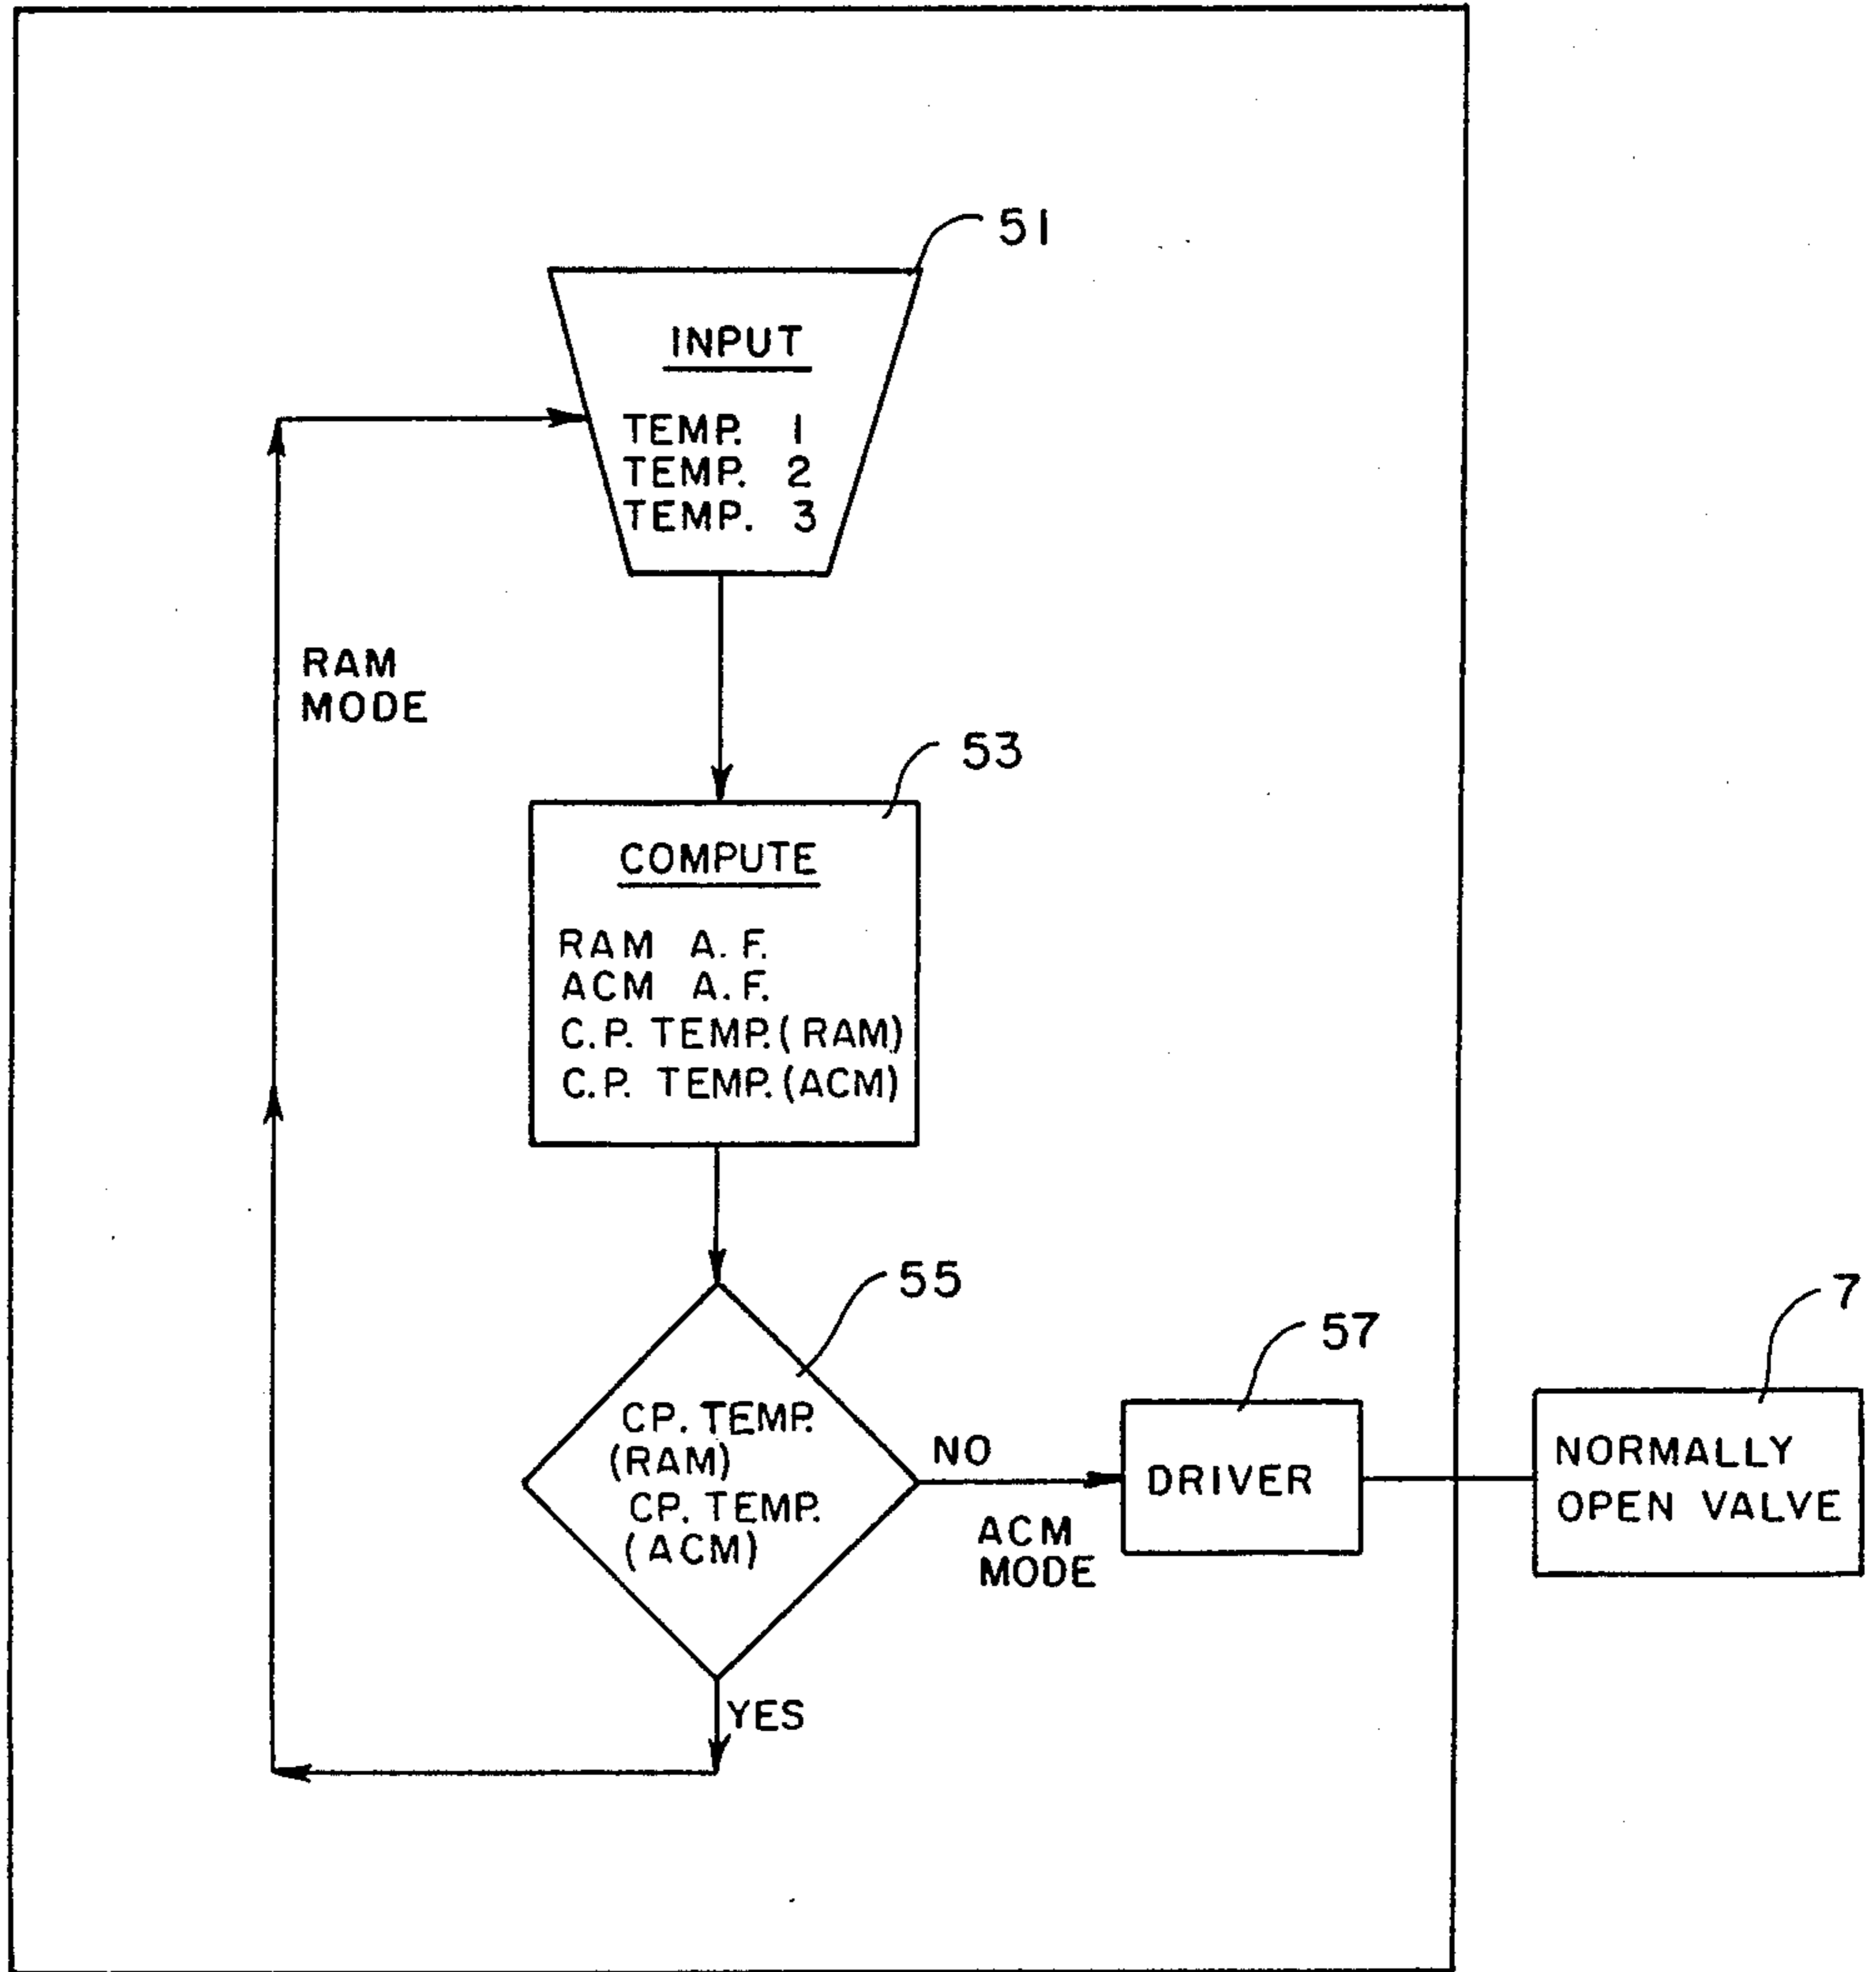 51
INPUT
TEMP. 1
TEMP. 2
TEMP. 3
RAM
MODE
53
COMPUTE
RAM A.F.
ACM A.F.
C.P. TEMP. (RAM)
C.P. TEMP. (ACM)
55
CP. TEMP.
(RAM)
CP. TEMP.
(ACM)
NO
ACM
MODE
57
DRIVER
7
NORMALLY
OPEN VALVE
YES